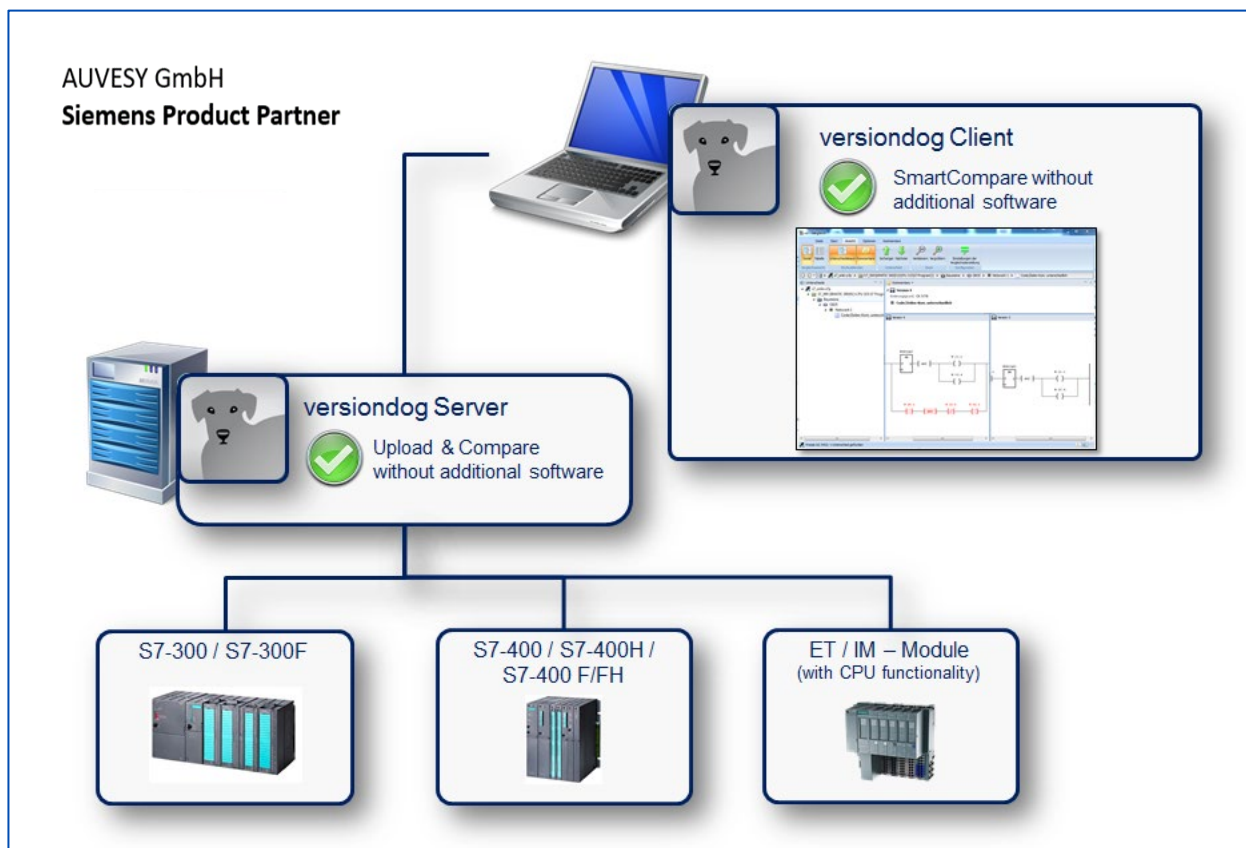 AUVESY GmbH
Siemens Product Partner
versiondog Client
SmartCompare without
additional software
versiondog Server
Upload & Compare
without additional software
S7-300 / S7-300F
S7-400 / S7-400H /
S7-400 F/FH
ET / IM – Module
(with CPU functionality)